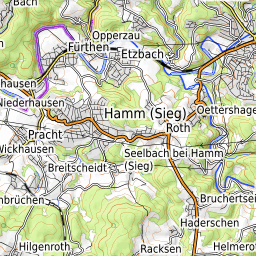 Bach
Opperzau
Fürthen
Etzbach
hausen
Niederhausen
Hamm (Sieg)
Oettershage
Roth
Pracht
Wickhausen
Seelbach bei Hamm
(Sieg)
Breitscheidt
nbrüchen
Bruchertsei
Haderschen
Hilgenroth
Racksen
Helmero